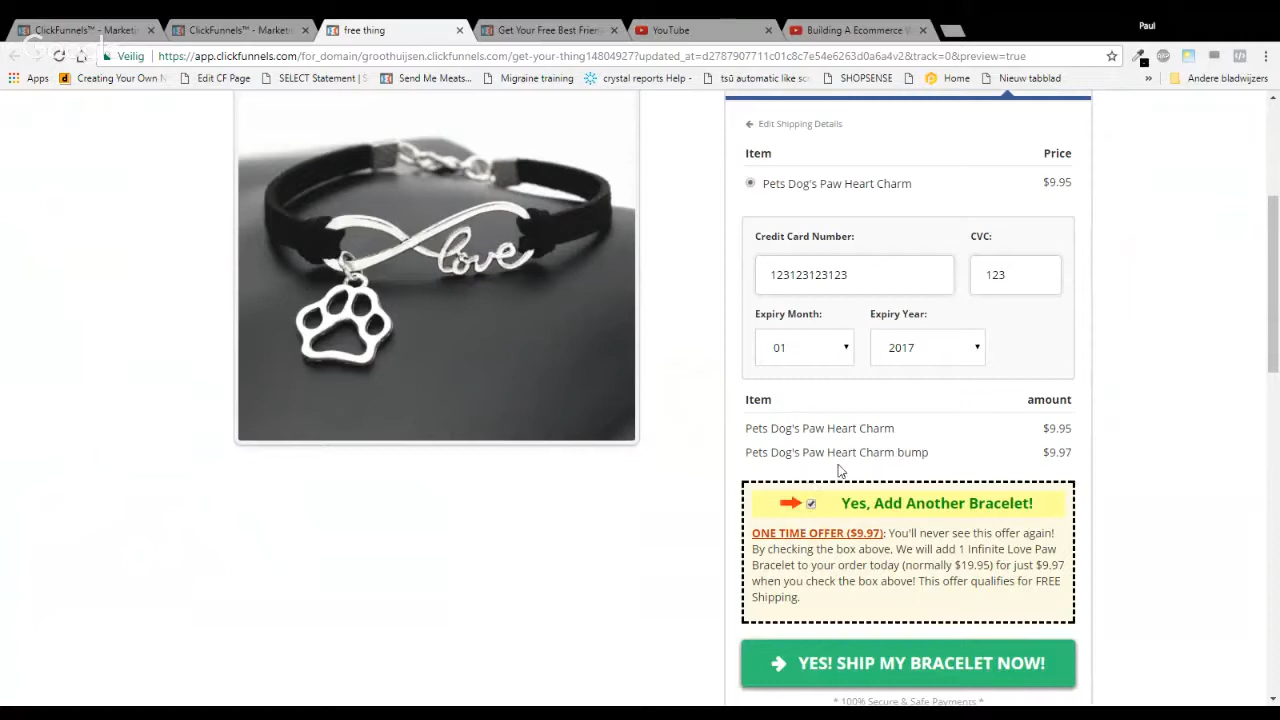 Paul
ClickFunnels™ - Market
ClickFunnels™ - Market
free thing
Get Your Free Best Frien
YouTube
Building A Ecommerce W
Veilig
https://app.clickfunnels.com/for_domain/groothuijsen.clickfunnels.com/get-your-thing14804927?updated_at=d2787907711c01c8c7e54e6263d0a6a4v2&track=0&preview=true
Apps
Creating Your Own N
Edit CF Page
SELECT Statement |
Send Me Meats...
Migraine training
crystal reports Help -
tsū automatic like scr
SHOPSENSE
Home
Nieuw tabblad
»
Andere bladwijzers
Edit Shipping Details
Item Price
Pets Dog's Paw Heart Charm $9.95
Credit Card Number: CVC:
123123123123 123
Expiry Month: Expiry Year:
01 2017
Item amount
Pets Dog's Paw Heart Charm $9.95
Pets Dog's Paw Heart Charm bump $9.97
Yes, Add Another Bracelet!
ONE TIME OFFER ($9.97): You'll never see this offer again!
By checking the box above, We will add 1 Infinite Love Paw
Bracelet to your order today (normally $19.95) for just $9.97
when you check the box above! This offer qualifies for FREE
Shipping.
YES! SHIP MY BRACELET NOW!
* 100% Secure & Safe Payments *
love